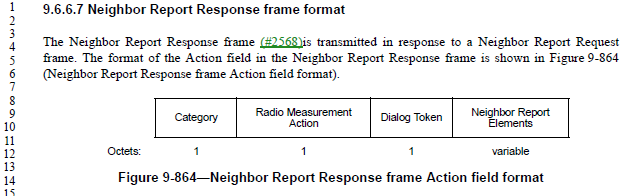 1 9.6.6.7 Neighbor Report Response frame format
2
3
4 The Neighbor Report Response frame (#2568)is transmitted in response to a Neighbor Report Request
5 frame. The format of the Action field in the Neighbor Report Response frame is shown in Figure 9-864
6 (Neighbor Report Response frame Action field format).
7
8
9 Category Radio Measurement Action Dialog Token Neighbor Report Elements
10
11
12 Octets: 1 1 1 variable
13
14 Figure 9-864—Neighbor Report Response frame Action field format
15